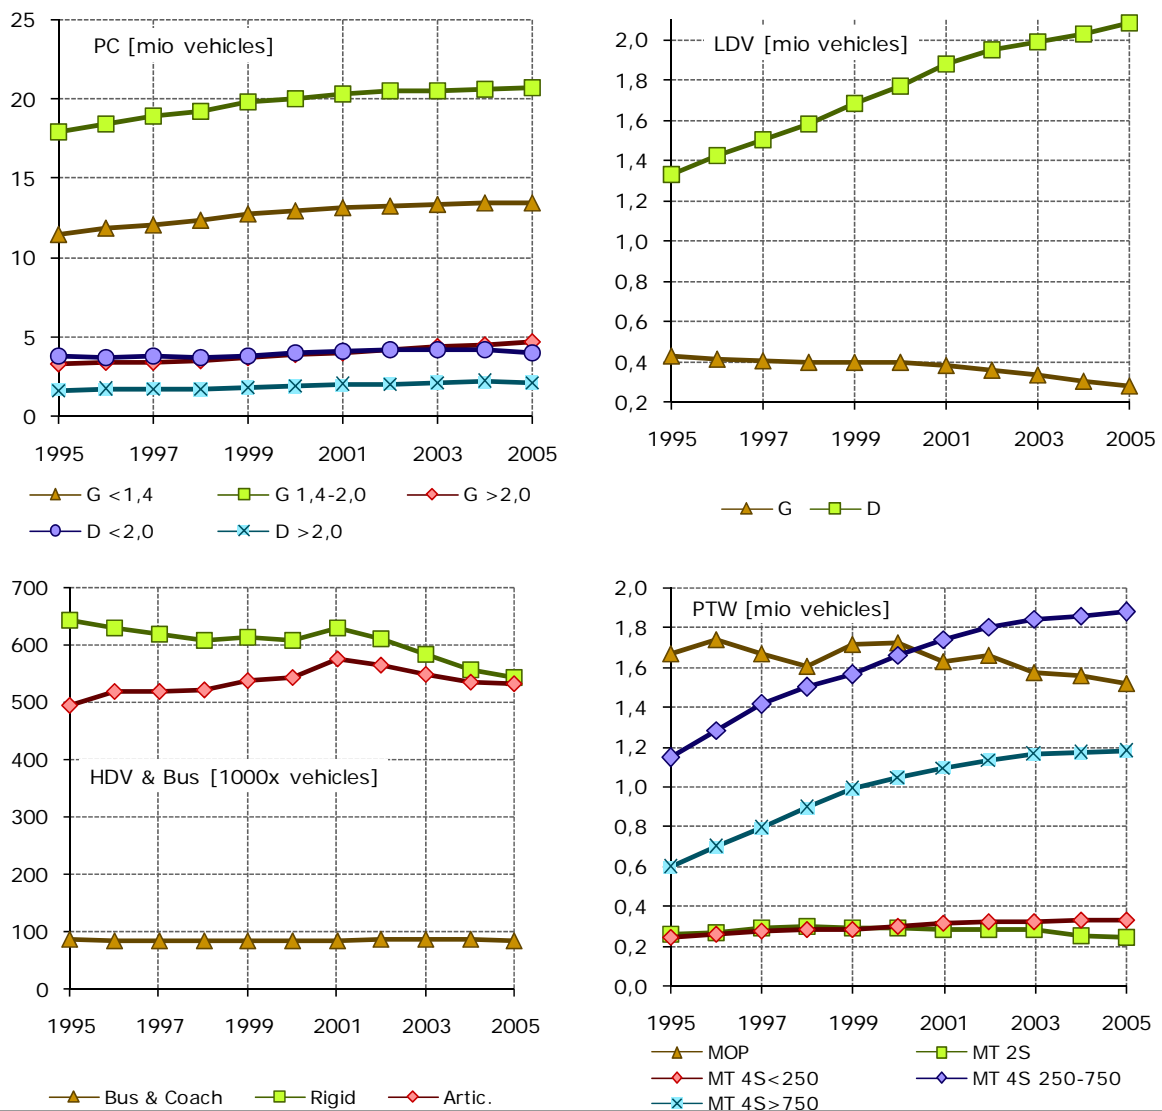 25
20
15
10
5
0
PC [mio vehicles]
1995 1997 1999 2001 2003 2005
G <1,4 G 1,4-2,0 G >2,0
D <2,0 D >2,0
2,0
1,8
1,6
1,4
1,2
1,0
0,8
0,6
0,4
0,2
LDV [mio vehicles]
1995 1997 1999 2001 2003 2005
G D
700
600
500
400
300
200
100
0
HDV & Bus [1000x vehicles]
1995 1997 1999 2001 2003 2005
Bus & Coach Rigid Artic.
2,0
1,8
1,6
1,4
1,2
1,0
0,8
0,6
0,4
0,2
0,0
PTW [mio vehicles]
1995 1997 1999 2001 2003 2005
MOP MT 2S
MT 4S<250 MT 4S 250-750
MT 4S>750